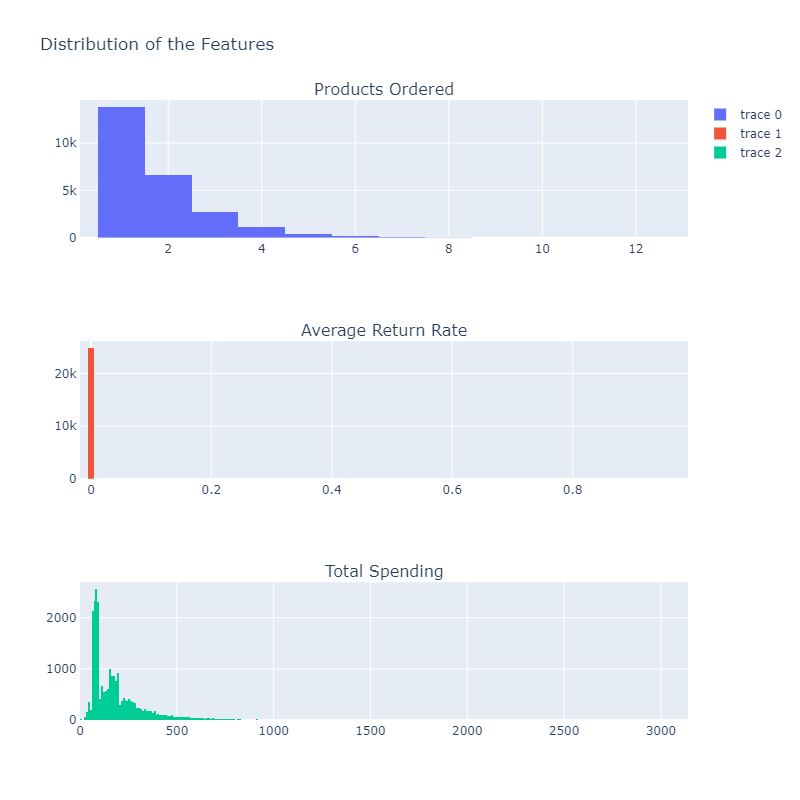 Distribution of the Features
Products Ordered
trace 0
trace 1
trace 2
10k
5k
0
2 4 6 8 10 12
Average Return Rate
20k
10k
0
0 0.2 0.4 0.6 0.8
Total Spending
2000
1000
0
0 500 1000 1500 2000 2500 3000